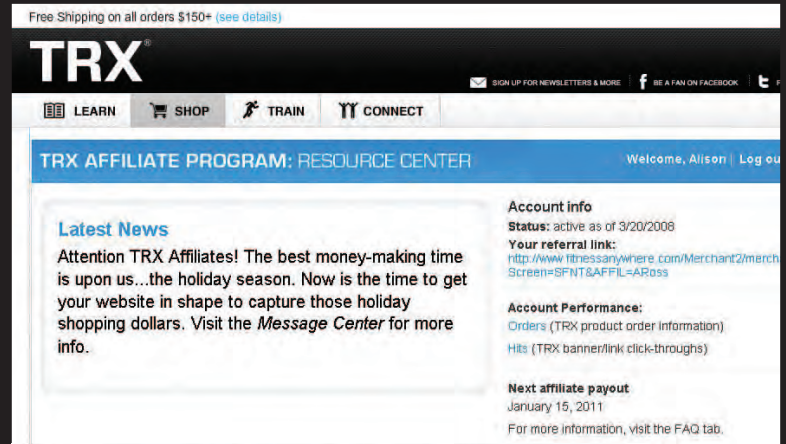 Free Shipping on all orders $150+ (see details)
TRX®
SIGN UP FOR NEWSLETTERS & MORE
BE A FAN ON FACEBOOK
LEARN
SHOP
TRAIN
CONNECT
TRX AFFILIATE PROGRAM: RESOURCE CENTER
Welcome, Alison | Log ou
Latest News
Attention TRX Affiliates! The best money-making time
is upon us...the holiday season. Now is the time to get
your website in shape to capture those holiday
shopping dollars. Visit the Message Center for more
info.
Account info
Status: active as of 3/20/2008
Your referral link:
http://www.fitnessanywhere.com/Merchant2/merch
Screen=SFNT&AFFIL=ARoss
Account Performance:
Orders (TRX product order information)
Hits (TRX banner/link click-throughs)
Next affiliate payout
January 15, 2011
For more information, visit the FAQ tab.